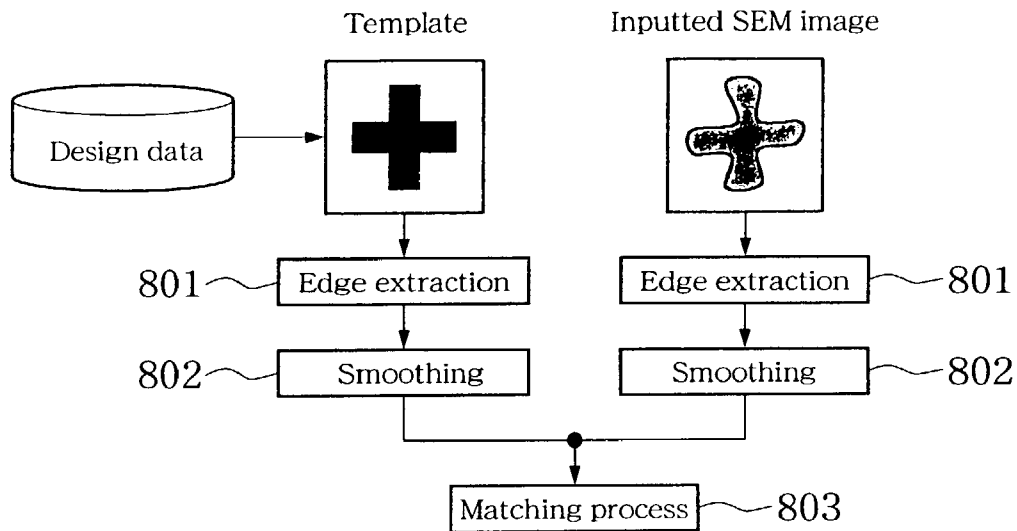 Template
Inputted SEM image
Design data
801
Edge extraction
Edge extraction
801
802
Smoothing
Smoothing
802
Matching process
803